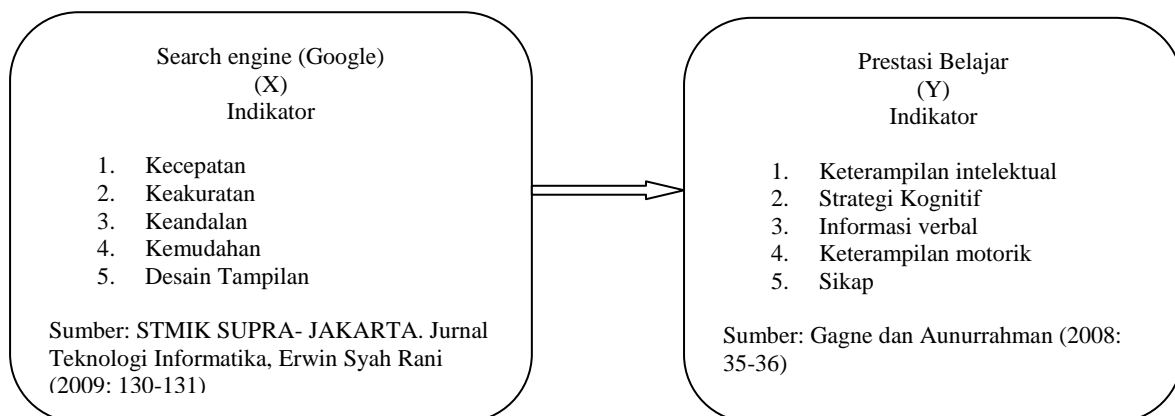 Search engine (Google)
(X)
Indikator
1. Kecepatan
2. Keakuratan
3. Keandalan
4. Kemudahan
5. Desain Tampilan
Sumber: STMIK SUPRA- JAKARTA. Jurnal
Teknologi Informatika, Erwin Syah Rani
(2009: 130-131)
Prestasi Belajar
(Y)
Indikator
1. Keterampilan intelektual
2. Strategi Kognitif
3. Informasi verbal
4. Keterampilan motorik
5. Sikap
Sumber: Gagne dan Aunurrahman (2008:
35-36)